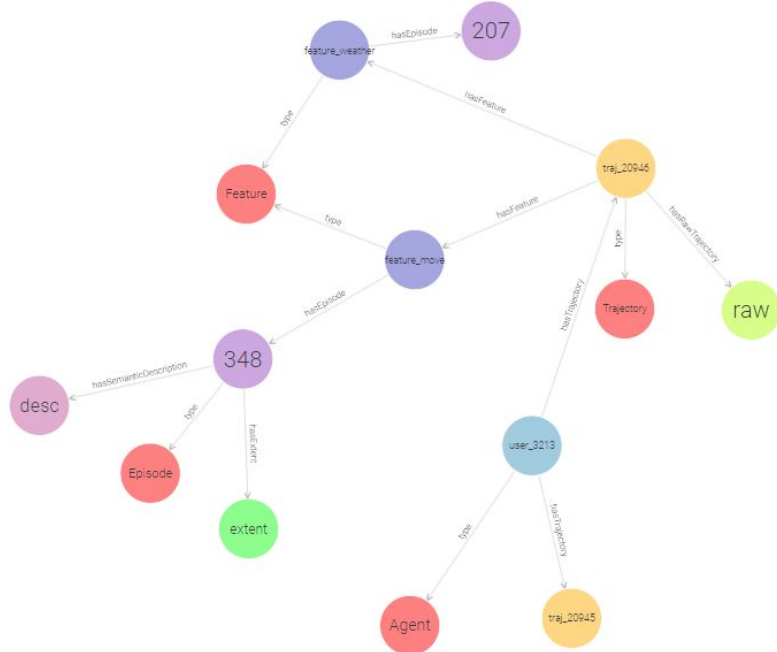 207
hasEpisode
feature_weather
hasFeature
type
traj_20946
Feature
hasFeature
type
hasRawTrajectory
type
feature_move
hasTrajectory
hasEpisode
Trajectory
raw
348
hasSemanticDescription
desc
type
hasExtent
user_3213
Episode
extent
type
hasTrajectory
Agent
traj_20945